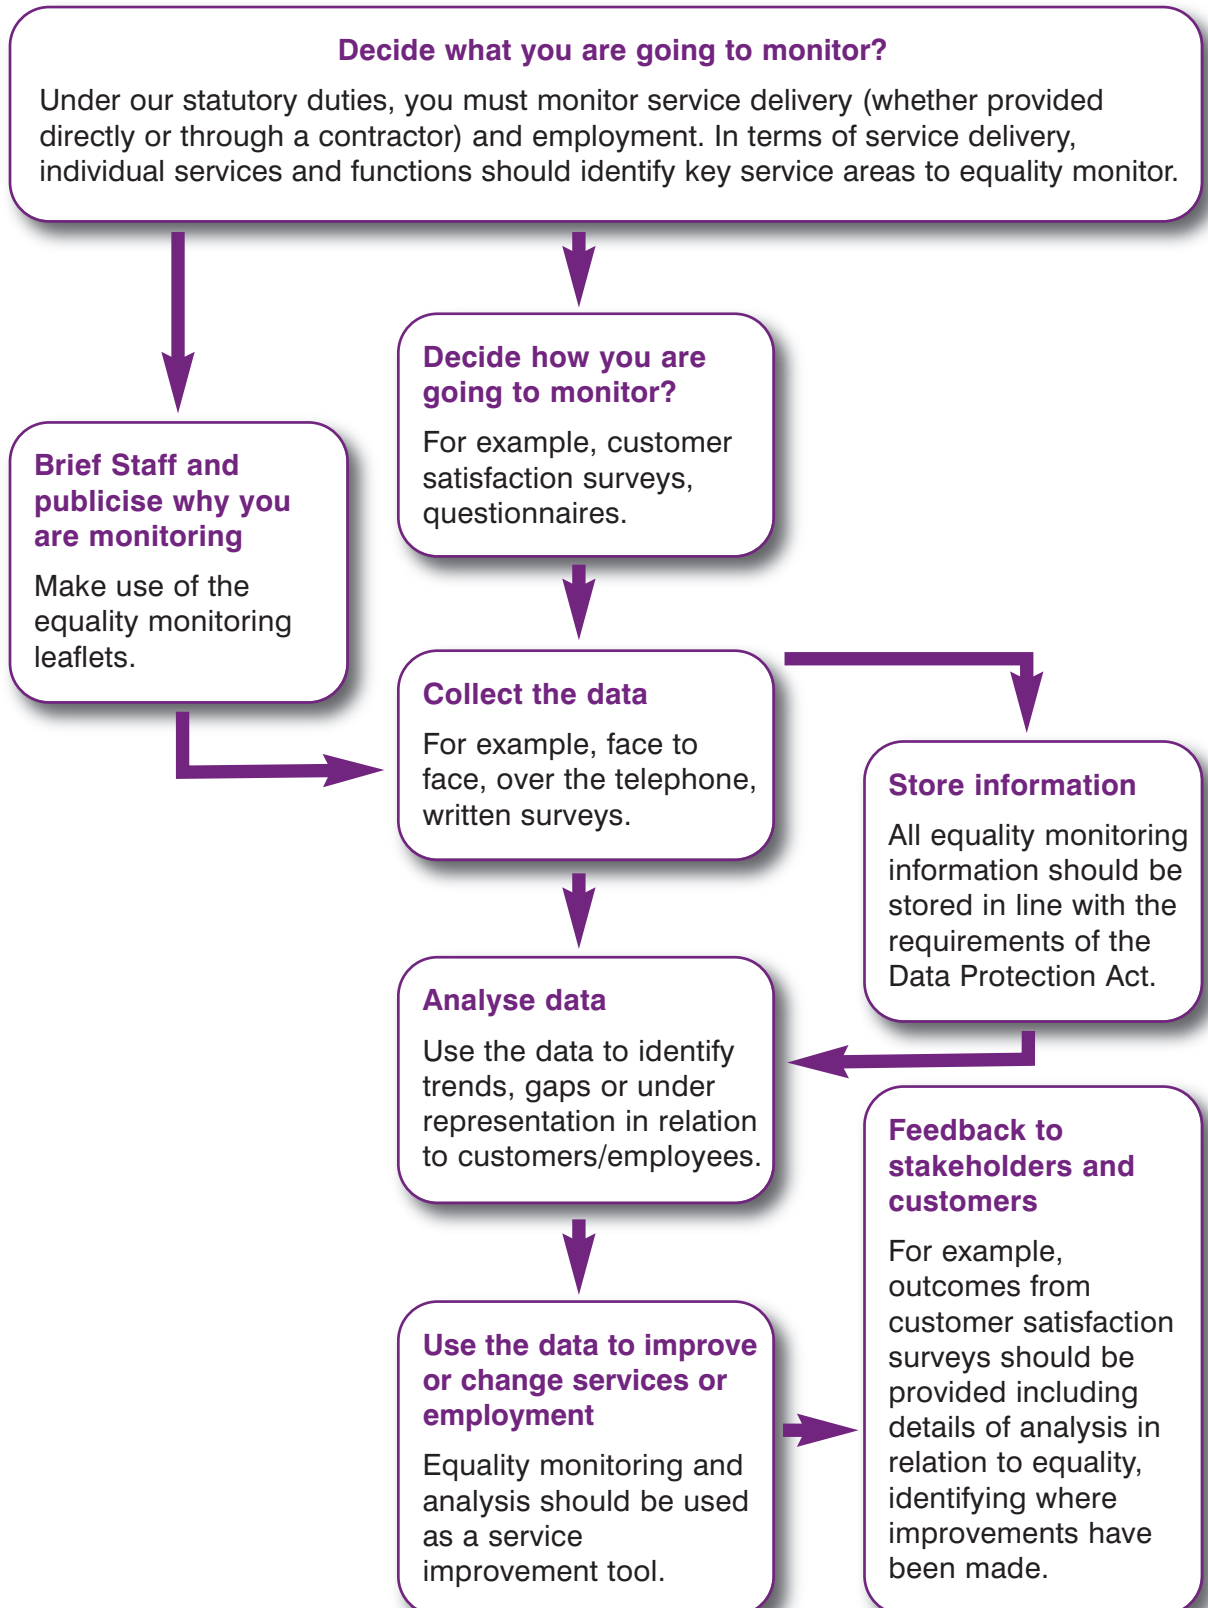 Decide what you are going to monitor?
Under our statutory duties, you must monitor service delivery (whether provided
directly or through a contractor) and employment. In terms of service delivery,
individual services and functions should identify key service areas to equality monitor.
Decide how you are
going to monitor?
For example, customer
satisfaction surveys,
questionnaires.
Brief Staff and
publicise why you
are monitoring
Make use of the
equality monitoring
leaflets.
Collect the data
For example, face to
face, over the telephone,
written surveys.
Store information
All equality monitoring
information should be
stored in line with the
requirements of the
Data Protection Act.
Analyse data
Use the data to identify
trends, gaps or under
representation in relation
to customers/employees.
Use the data to improve
or change services or
employment
Equality monitoring and
analysis should be used
as a service
improvement tool.
Feedback to
stakeholders and
customers
For example,
outcomes from
customer satisfaction
surveys should be
provided including
details of analysis in
relation to equality,
identifying where
improvements have
been made.